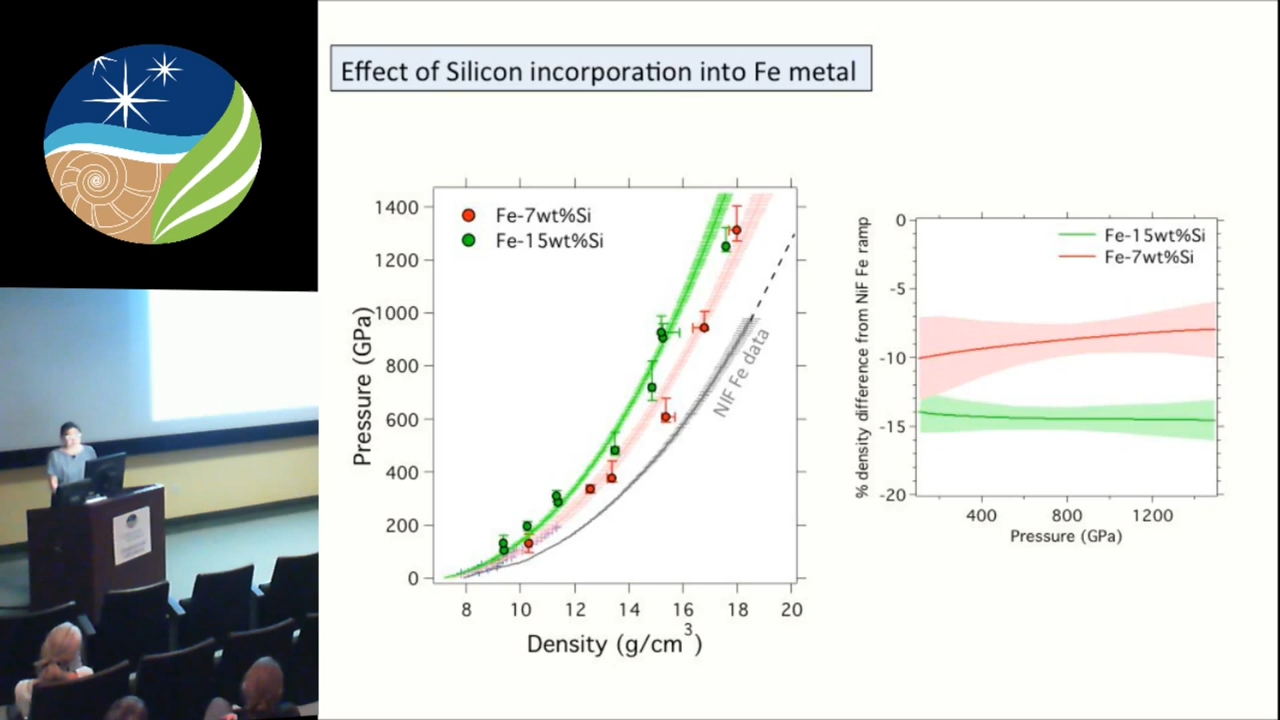 Effect of Silicon incorporation into Fe metal
Fe-7wt%Si
Fe-15wt%Si
1400
1200
1000
800
600
400
200
0
Pressure (GPa)
NIF Fe data
8 10 12 14 16 18 20
Density (g/cm³)
Fe-15wt%Si
Fe-7wt%Si
0
-5
-10
-15
-20
% density difference from NiF Fe ramp
400 800 1200
Pressure (GPa)